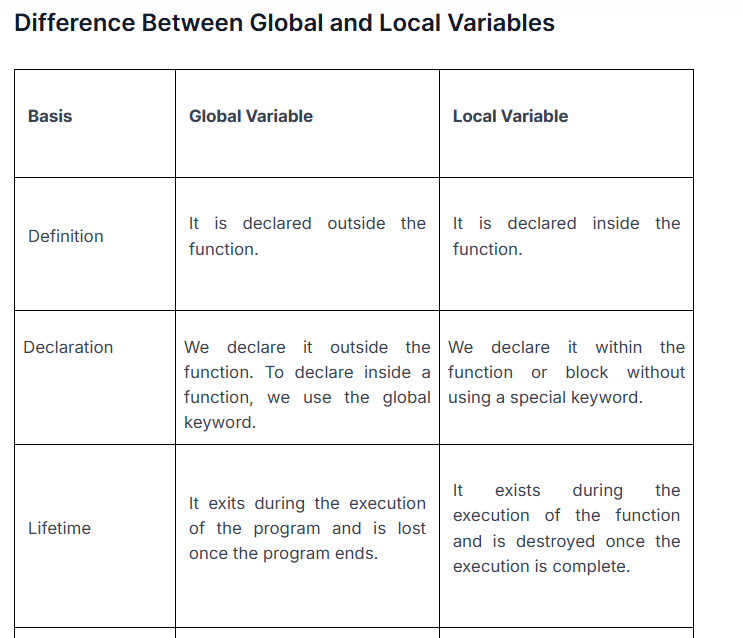 Difference Between Global and Local Variables
Basis
Global Variable
Local Variable
Definition
It is declared outside the
function.
It is declared inside the
function.
Declaration
We declare it outside the
function. To declare inside a
function, we use the global
keyword.
We declare it within the
function or block without
using a special keyword.
Lifetime
It exits during the execution
of the program and is lost
once the program ends.
It exists during the
execution of the function
and is destroyed once the
execution is complete.